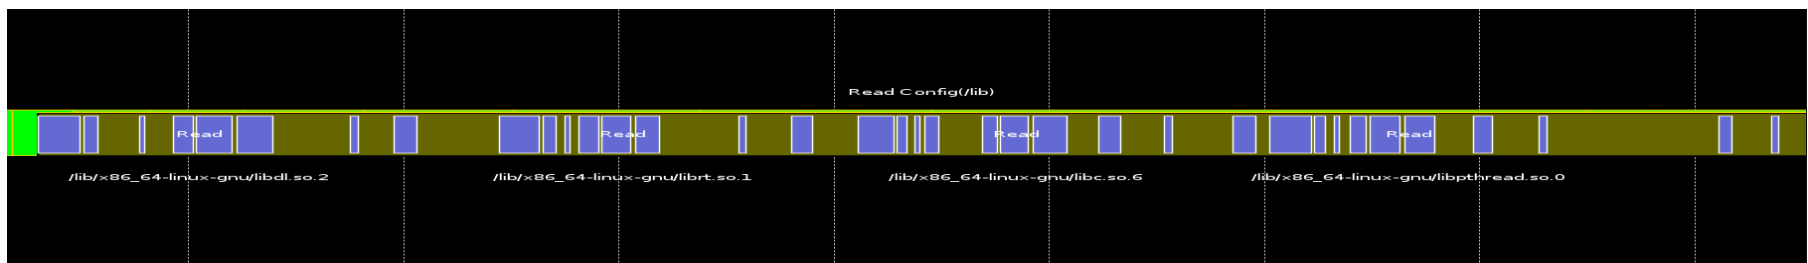 Read Config(/lib)
Read Read Read Read
/lib/x86_64-linux-gnu/libdl.so.2 /lib/x86_64-linux-gnu/librt.so.1 /lib/x86_64-linux-gnu/libc.so.6 /lib/x86_64-linux-gnu/libpthread.so.0